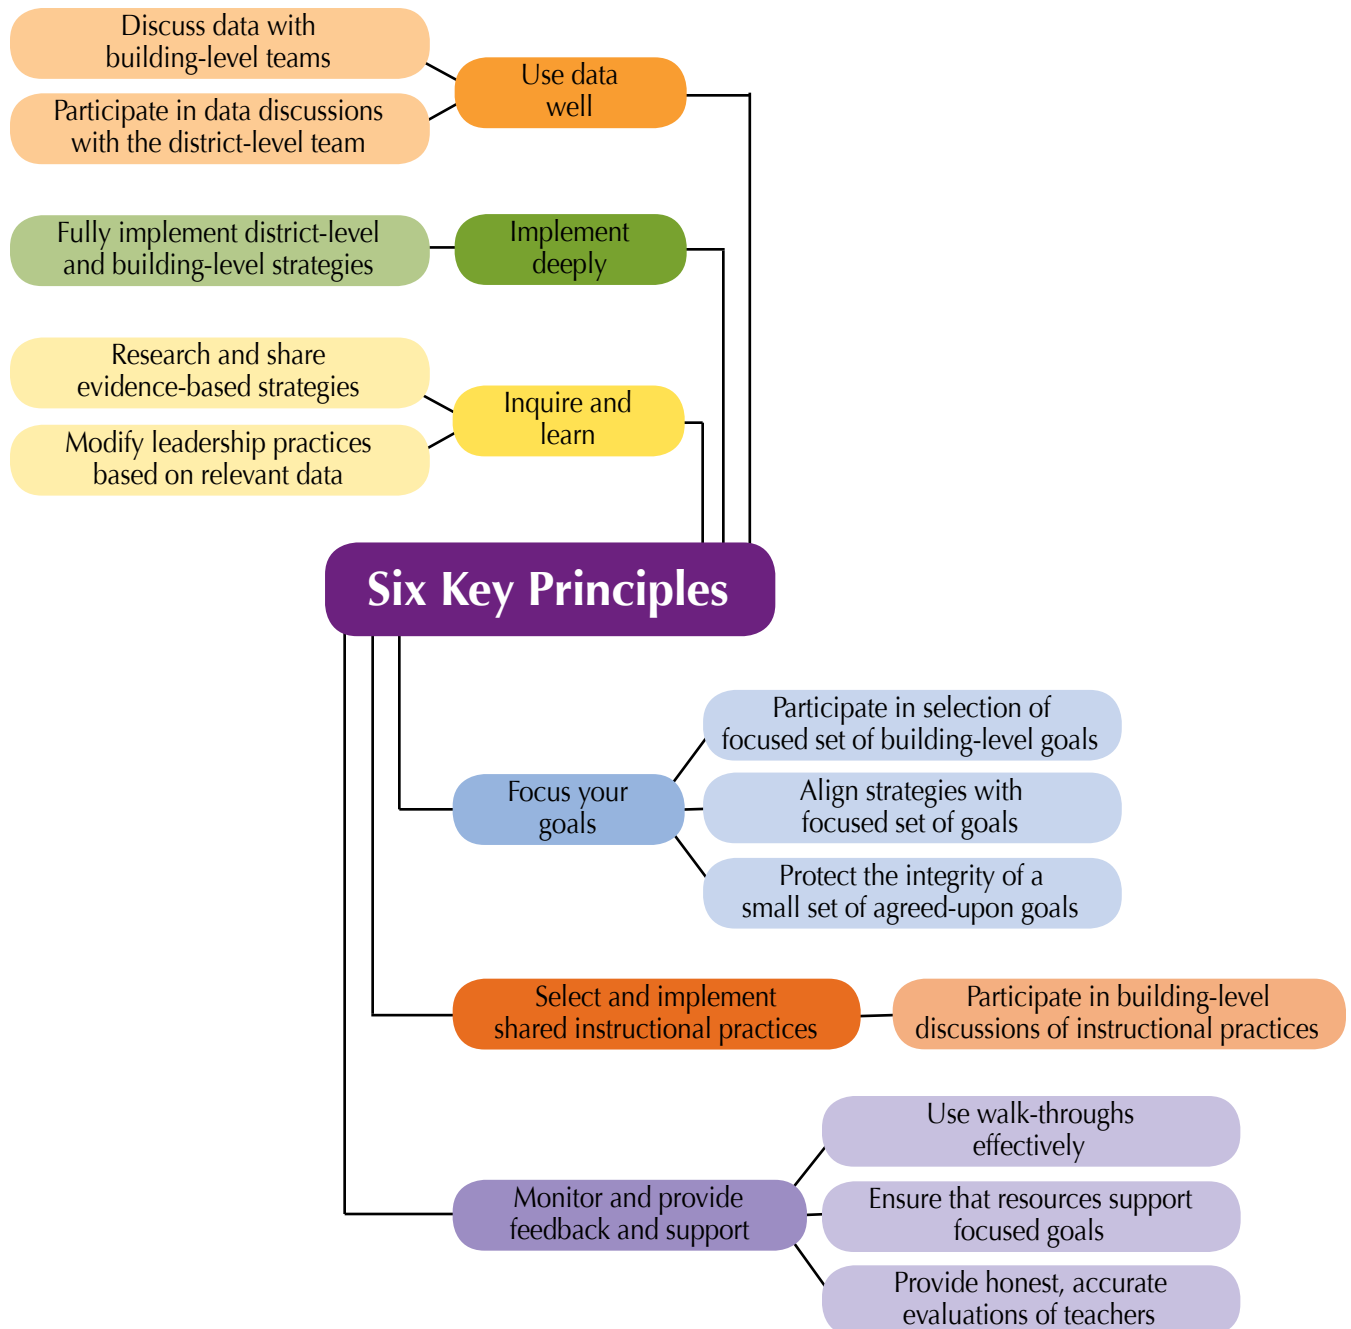 Discuss data with
building-level teams
Use data
well
Participate in data discussions
with the district-level team
Fully implement district-level
and building-level strategies
Implement
deeply
Research and share
evidence-based strategies
Inquire and
learn
Modify leadership practices
based on relevant data
Six Key Principles
Participate in selection of
focused set of building-level goals
Focus your
goals
Align strategies with
focused set of goals
Protect the integrity of a
small set of agreed-upon goals
Select and implement
shared instructional practices
Participate in building-level
discussions of instructional practices
Use walk-throughs
effectively
Monitor and provide
feedback and support
Ensure that resources support
focused goals
Provide honest, accurate
evaluations of teachers